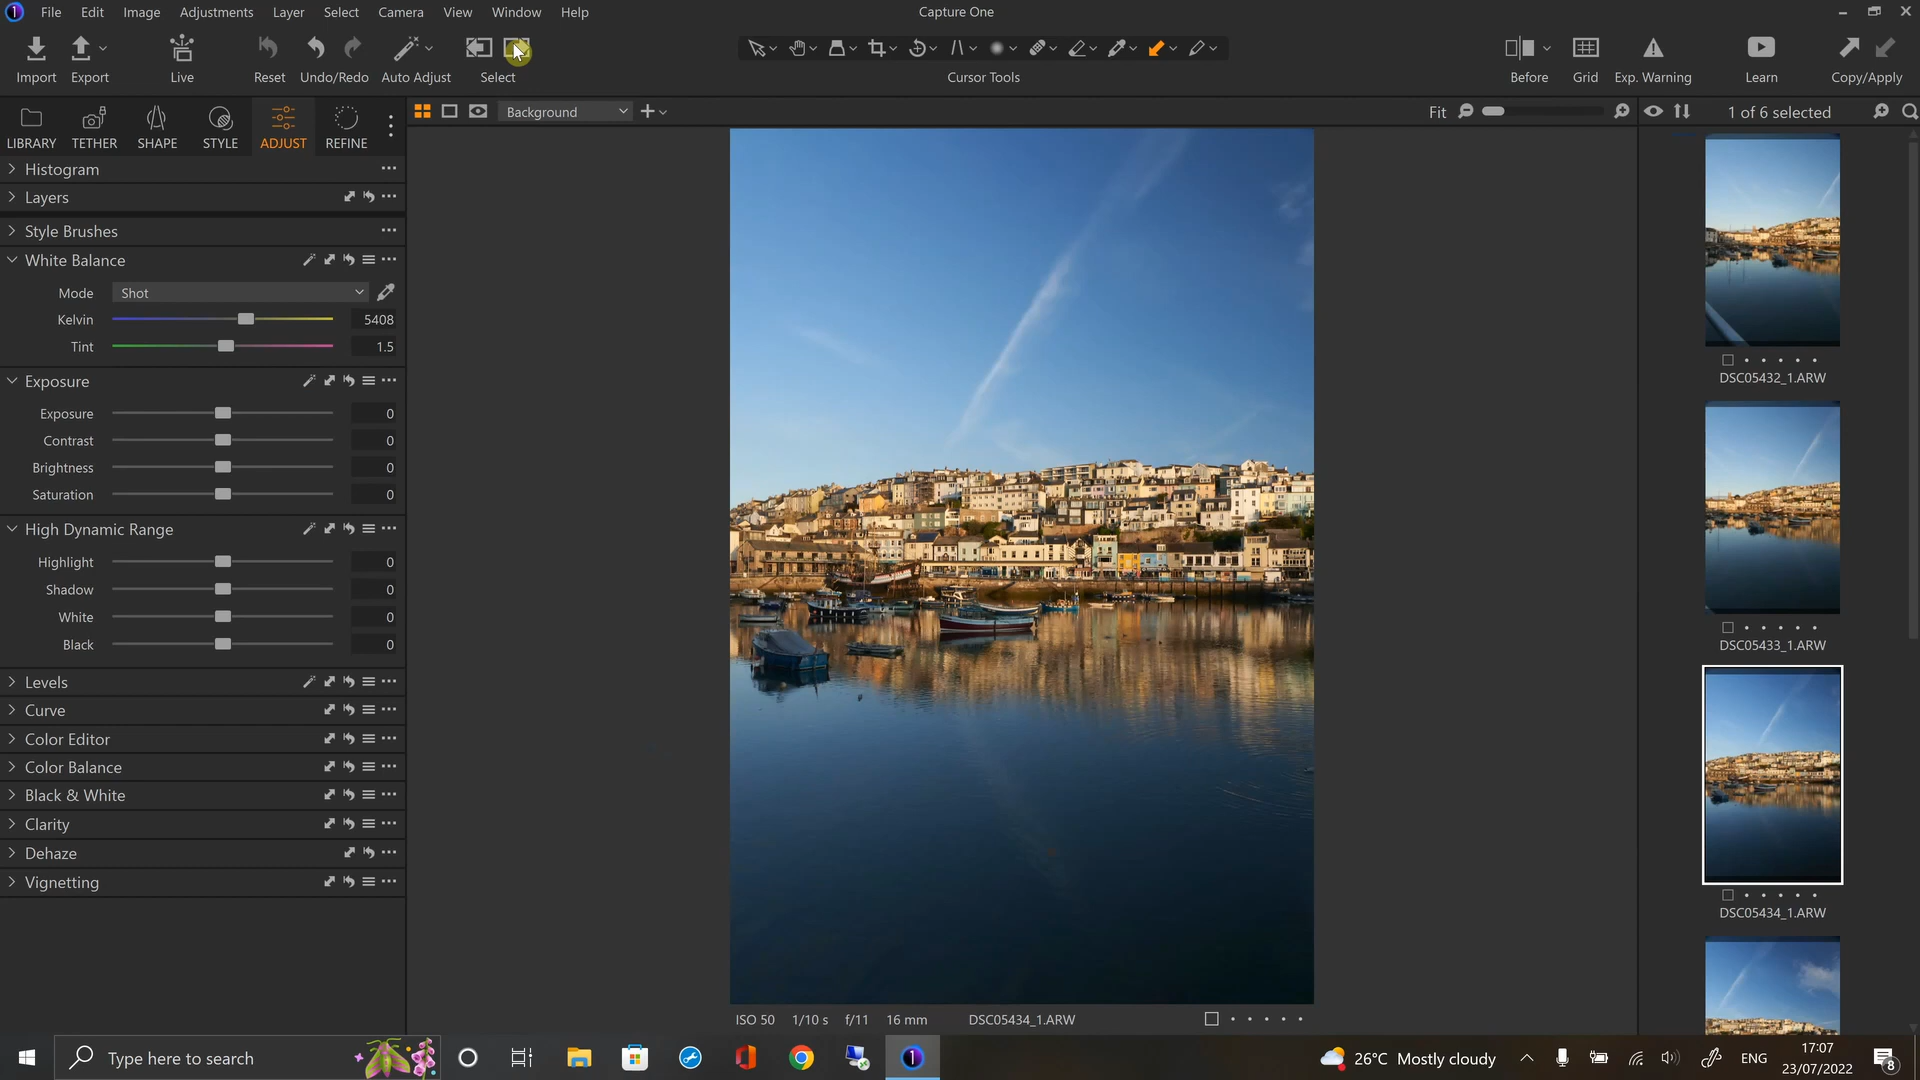 File Edit Image Adjustments Layer Select Camera View Window Help
Capture One
Import Export Live Reset Undo/Redo Auto Adjust Select
Cursor Tools
Before Grid Exp. Warning Learn Copy/Apply
LIBRARY TETHER SHAPE STYLE ADJUST REFINE
Background
Fit
1 of 6 selected
Histogram
Layers
Style Brushes
White Balance
Mode Shot
Kelvin 5408
Tint 1.5
Exposure
Exposure 0
Contrast 0
Brightness 0
Saturation 0
High Dynamic Range
Highlight 0
Shadow 0
White 0
Black 0
Levels
Curve
Color Editor
Color Balance
Black & White
Clarity
Dehaze
Vignetting
DSC05432_1.ARW
DSC05433_1.ARW
DSC05434_1.ARW
ISO 50 1/10 s f/11 16 mm DSC05434_1.ARW
Type here to search
26°C Mostly cloudy
ENG
17:07
23/07/2022
8